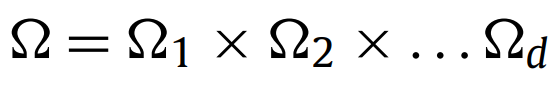 Ω = Ω₁ × Ω₂ × … Ω_d